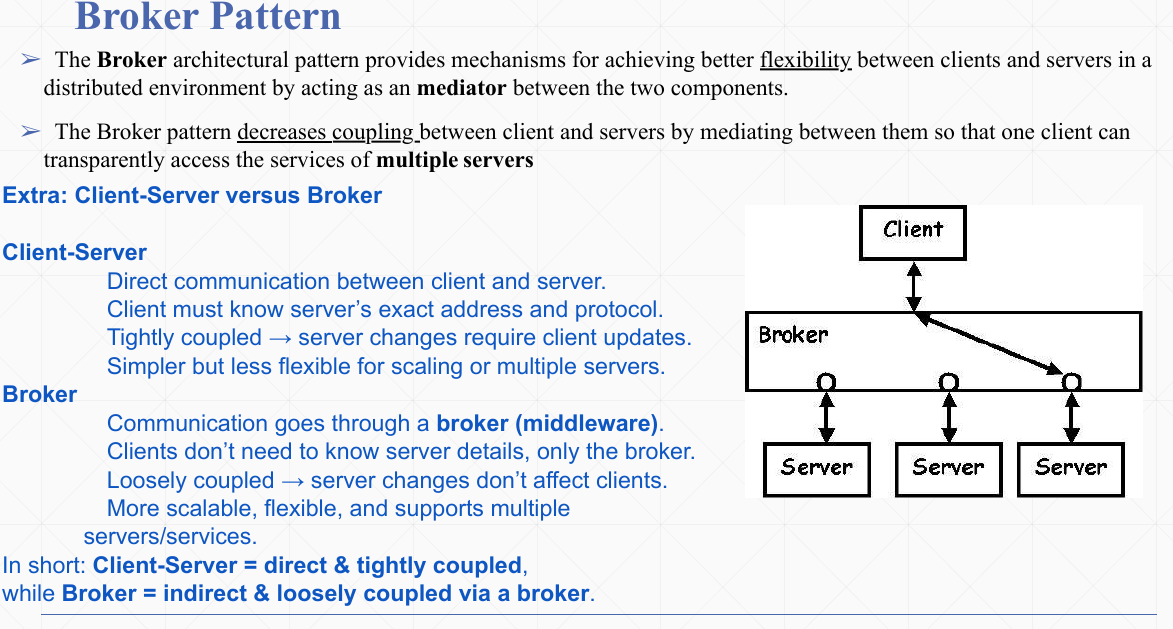 Broker Pattern
➢ The Broker architectural pattern provides mechanisms for achieving better flexibility between clients and servers in a
distributed environment by acting as an mediator between the two components.
➢ The Broker pattern decreases coupling between client and servers by mediating between them so that one client can
transparently access the services of multiple servers
Extra: Client-Server versus Broker
Client-Server
Direct communication between client and server.
Client must know server’s exact address and protocol.
Tightly coupled → server changes require client updates.
Simpler but less flexible for scaling or multiple servers.
Broker
Communication goes through a broker (middleware).
Clients don’t need to know server details, only the broker.
Loosely coupled → server changes don’t affect clients.
More scalable, flexible, and supports multiple
servers/services.
In short: Client-Server = direct & tightly coupled,
while Broker = indirect & loosely coupled via a broker.
Client
Broker
Server Server Server